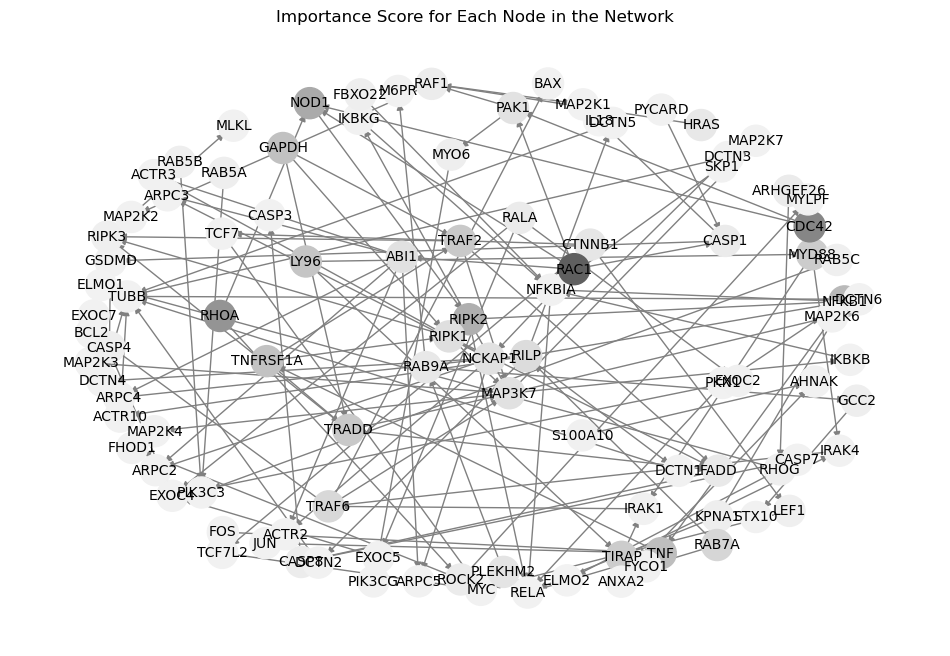 Importance Score for Each Node in the Network
RAF1
BAX
FBXO22
M6PR
NOD1
MAP2K1
PAK1
PYCARD
IKBKG
IL18
DCTN5
HRAS
MLKL
MAP2K7
GAPDH
MYO6
DCTN3
RAB5B
SKP1
ACTR3
RAB5A
ARHGEF26
ARPC3
MYLPF
MAP2K2
CASP3
RALA
CDC42
RIPK3
TCF7
TRAF2
CTNNB1
CASP1
MYD88
GSDMD
LY96
ABI1
RAB5C
RAC1
ELMO1
NFKBIA
TUBB
NFKB1
DCTN6
EXOC7
RHOA
RIPK2
MAP2K6
BCL2
RIPK1
CASP4
NCKAP1
RILP
MAP2K3
TNFRSF1A
RAB9A
IKBKB
DCTN4
PKN1
EXOC2
AHNAK
ARPC4
MAP3K7
GCC2
ACTR10
MAP2K4
TRADD
S100A10
FHOD1
IRAK4
ARPC2
DCTN1
FADD
CASP7
RHOG
EXOC4
PIK3C3
TRAF6
IRAK1
KPNA1
STX10
LEF1
FOS
ACTR2
JUN
RAB7A
TCF7L2
CASP8
DCTN2
EXOC5
TIRAP
TNF
FYCO1
PLEKHM2
PIK3CG
ARPC5
ROCK2
ELMO2
ANXA2
MYC
RELA